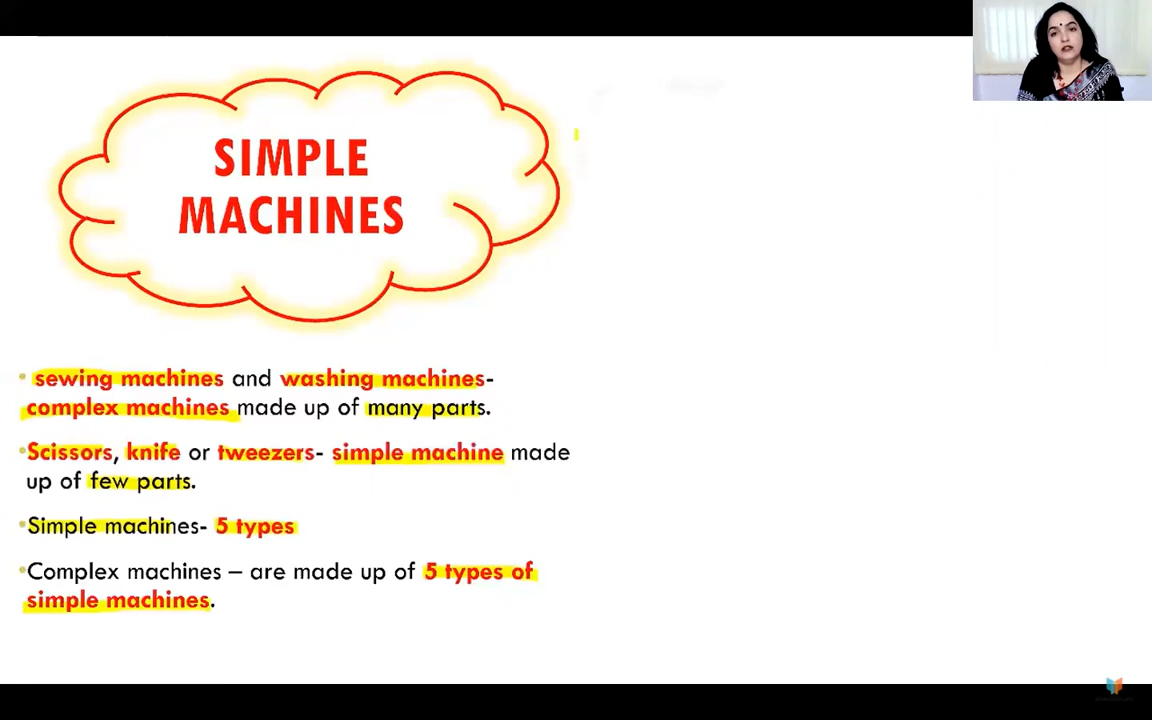 SIMPLE
MACHINES
• sewing machines and washing machines-
complex machines made up of many parts.
•Scissors, knife or tweezers- simple machine made
up of few parts.
•Simple machines- 5 types
•Complex machines – are made up of 5 types of
simple machines.